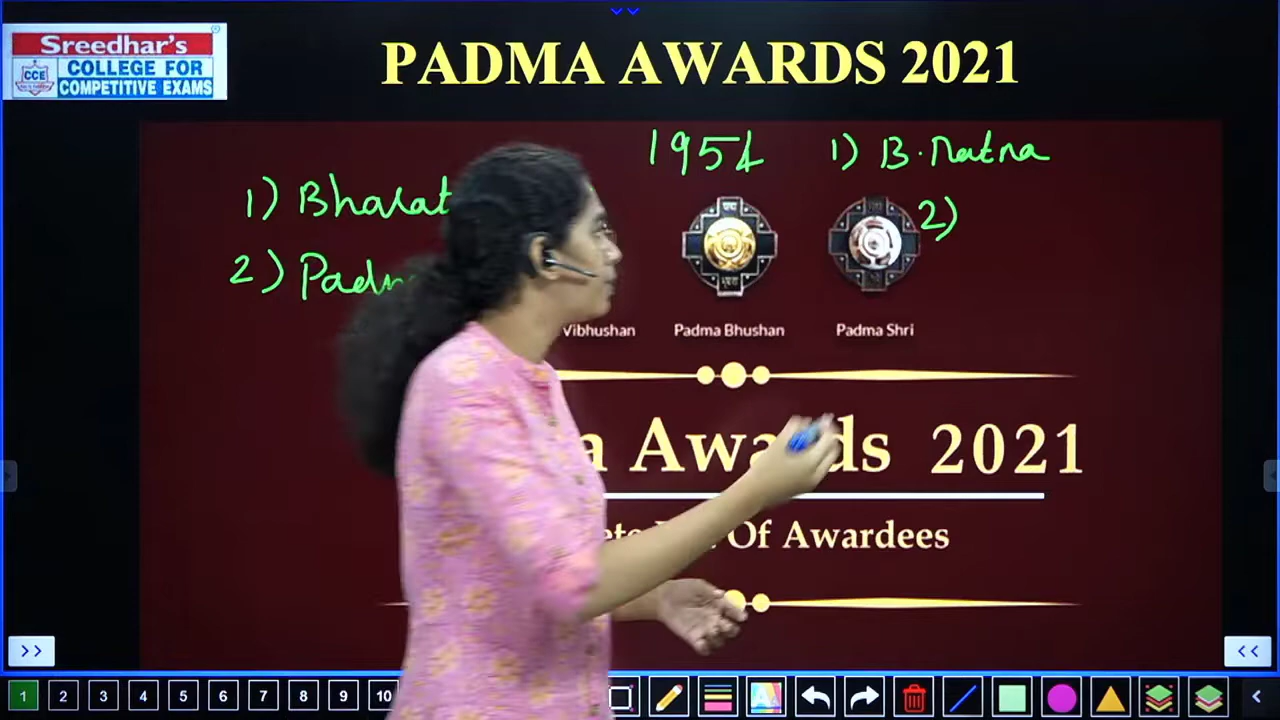 Sreedhar's
CCE
COLLEGE FOR
COMPETITIVE EXAMS
PADMA AWARDS 2021
1954
1) B.Ratna
2)
1) Bharat
2) Pad
Vibhushan
Padma Bhushan
Padma Shri
a Awards 2021
Of Awardees
>>
<<
1 2 3 4 5 6 7 8 9 10
A
<